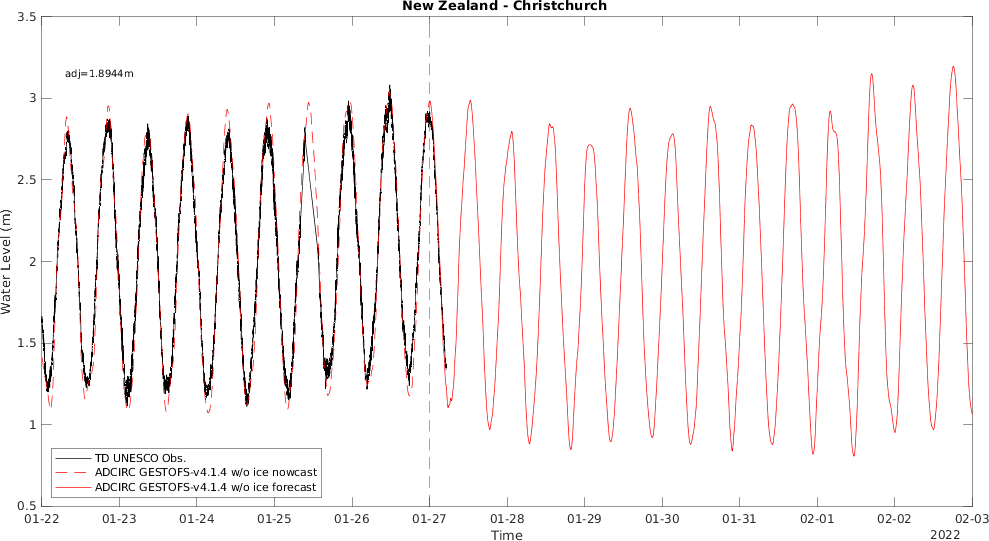 New Zealand - Christchurch
3.5
3
2.5
2
1.5
1
0.5
Water Level (m)
adj=1.8944m
TD UNESCO Obs.
ADCIRC GESTOFS-v4.1.4 w/o ice nowcast
ADCIRC GESTOFS-v4.1.4 w/o ice forecast
01-22 01-23 01-24 01-25 01-26 01-27 01-28 01-29 01-30 01-31 02-01 02-02 02-03
Time
2022